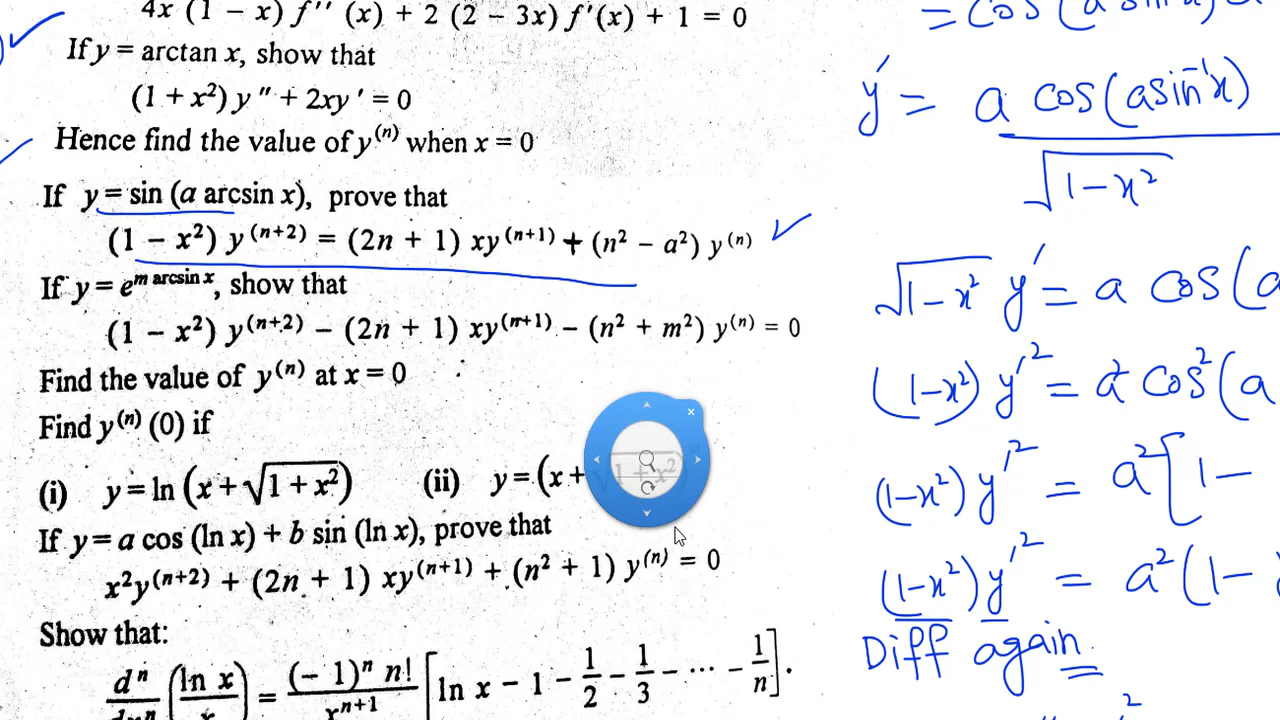 4x (1 − x) f''(x) + 2 (2 − 3x) f'(x) + 1 = 0
If y = arctan x, show that
(1 + x²) y'' + 2xy' = 0
Hence find the value of y⁽ⁿ⁾ when x = 0
If y = sin (a arcsin x), prove that
(1 − x²) y⁽ⁿ⁺²⁾ = (2n + 1) xy⁽ⁿ⁺¹⁾ + (n² − a²) y⁽ⁿ⁾
If y = e^(m arcsin x), show that
(1 − x²) y⁽ⁿ⁺²⁾ − (2n + 1) xy⁽ⁿ⁺¹⁾ − (n² + m²) y⁽ⁿ⁾ = 0
Find the value of y⁽ⁿ⁾ at x = 0
Find y⁽ⁿ⁾ (0) if
(i) y = ln (x + √(1 + x²)) (ii) y = (x + √1 + x²
If y = a cos (ln x) + b sin (ln x), prove that
x²y⁽ⁿ⁺²⁾ + (2n + 1) xy⁽ⁿ⁺¹⁾ + (n² + 1) y⁽ⁿ⁾ = 0
Show that:
dⁿ/dxⁿ (ln x/x) = (− 1)ⁿ n!/xⁿ⁺¹ [ln x − 1 − 1/2 − 1/3 − ··· − 1/n].
= cos (a sin
y' = a cos(a sin⁻¹x)
√1−x²
√1−x² y' = a cos(a
(1−x²) y'² = a² cos²(a
(1−x²) y'² = a² [1 −
(1−x²) y'² = a² (1 −
Diff again